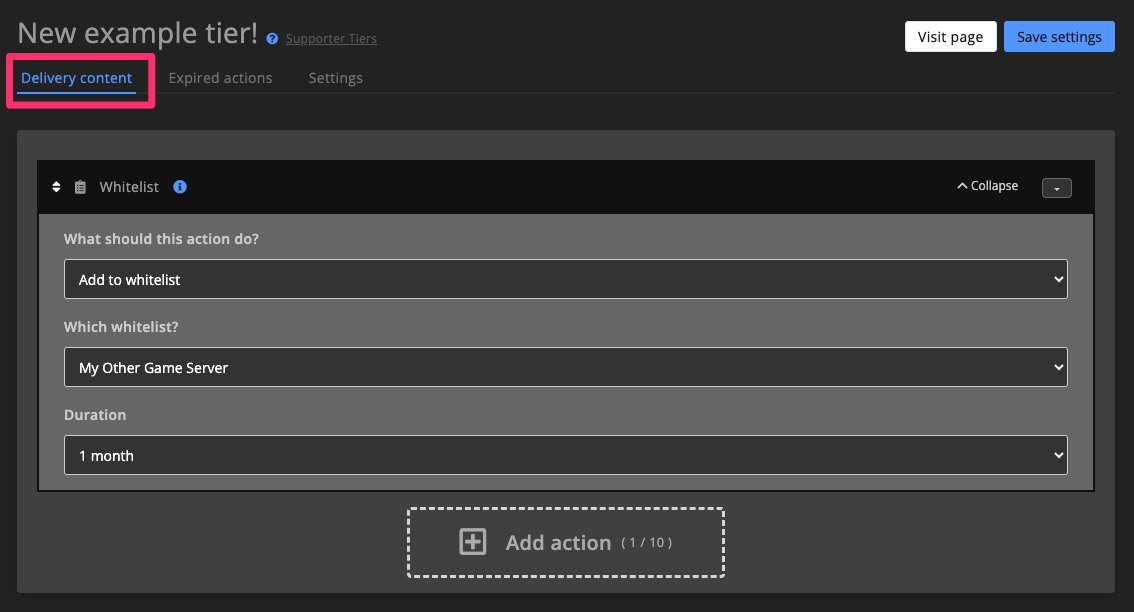 New example tier! ? Supporter Tiers
Visit page
Save settings
Delivery content
Expired actions
Settings
Whitelist i
Collapse
What should this action do?
Add to whitelist
Which whitelist?
My Other Game Server
Duration
1 month
Add action ( 1 / 10 )